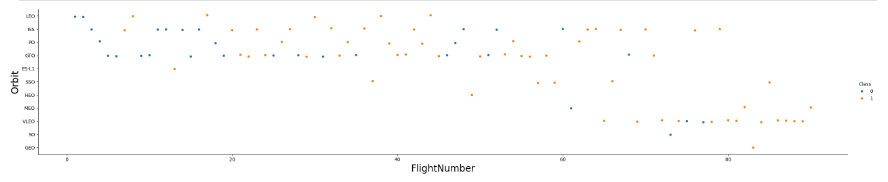 LEO
ISS
PO
GTO
ES-L1
SSO
HEO
MEO
VLEO
SO
GEO
Orbit
0
20
40
60
80
FlightNumber
Class
0
1